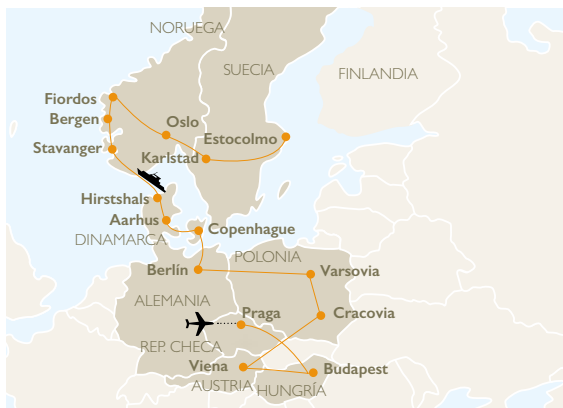 NORUEGA
SUECIA
FINLANDIA
Fiordos
Bergen
Oslo
Estocolmo
Stavanger
Karlstad
Hirstshals
Aarhus
Copenhague
DINAMARCA
POLONIA
Berlín
Varsovia
ALEMANIA
Praga
Cracovia
REP. CHECA
Viena
Budapest
AUSTRIA
HUNGRÍA